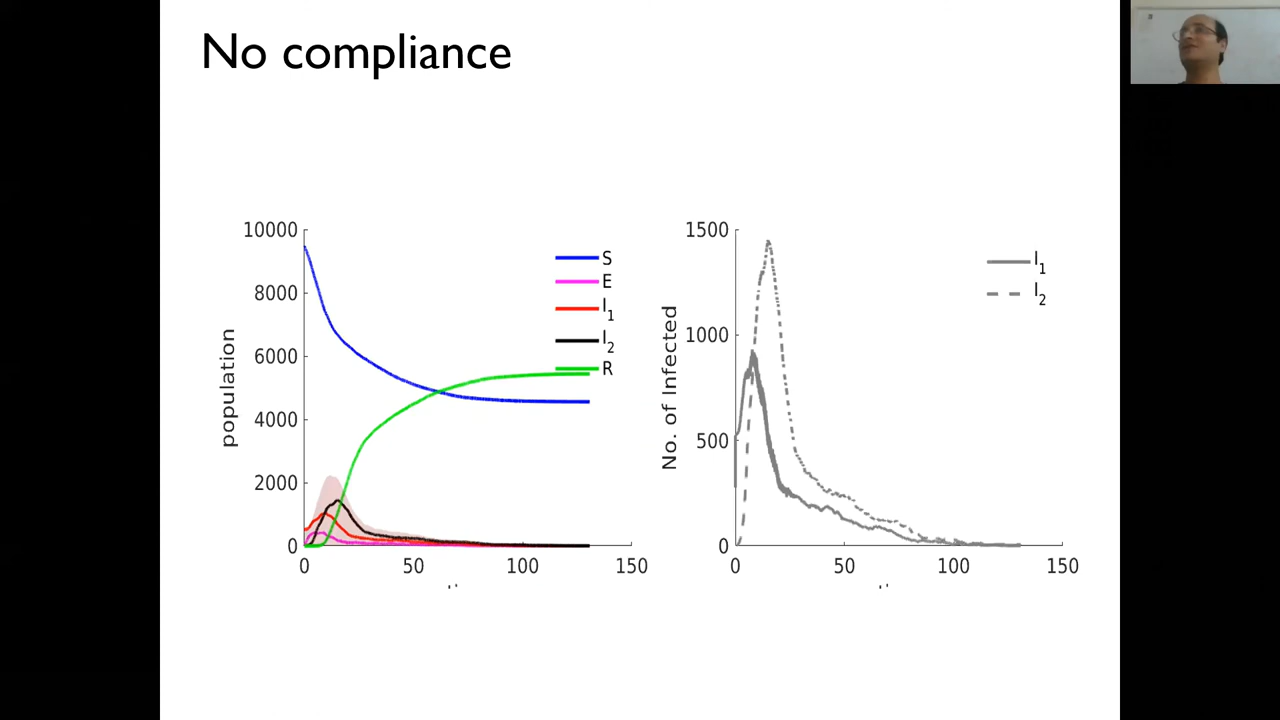 No compliance
10000
8000
6000
4000
2000
0
0 50 100 150
population
S
E
I1
I2
R
1500
1000
500
0
0 50 100 150
No. of Infected
I1
I2